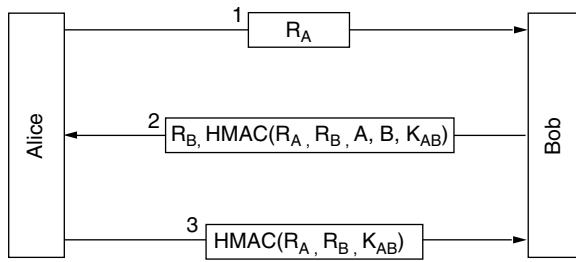 1
R_A
Alice
2
R_B, HMAC(R_A , R_B , A, B, K_AB)
Bob
3
HMAC(R_A , R_B , K_AB)